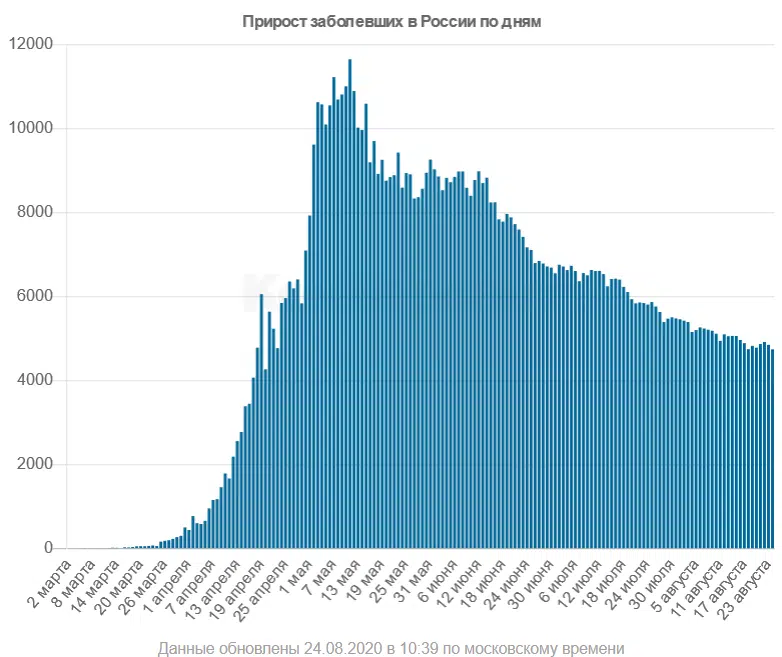 Прирост заболевших в России по дням
12000
10000
8000
6000
4000
2000
0
2 марта
8 марта
14 марта
20 марта
26 марта
1 апреля
7 апреля
13 апреля
19 апреля
25 апреля
1 мая
7 мая
13 мая
19 мая
25 мая
31 мая
6 июня
12 июня
18 июня
24 июня
30 июня
6 июля
12 июля
18 июля
24 июля
30 июля
5 августа
11 августа
17 августа
23 августа
Данные обновлены 24.08.2020 в 10:39 по московскому времени